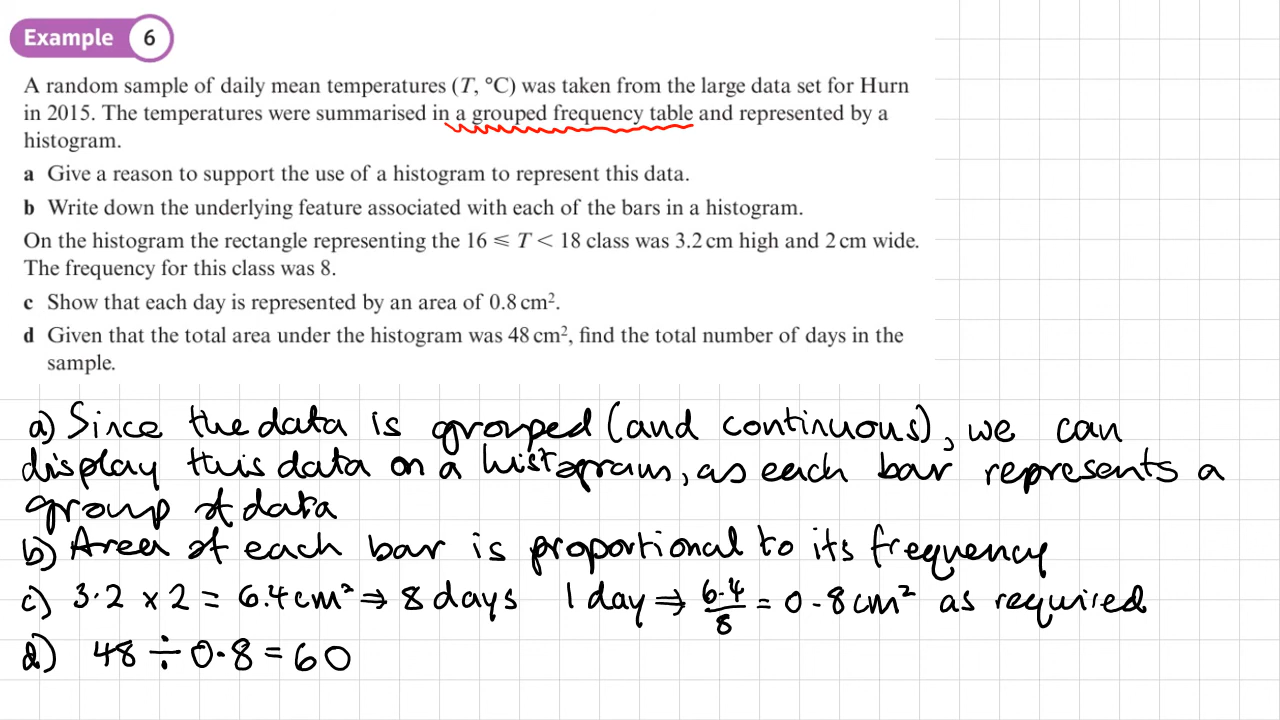 Example 6
A random sample of daily mean temperatures (T, °C) was taken from the large data set for Hurn
in 2015. The temperatures were summarised in a grouped frequency table and represented by a
histogram.
a Give a reason to support the use of a histogram to represent this data.
b Write down the underlying feature associated with each of the bars in a histogram.
On the histogram the rectangle representing the 16 ⩽ T < 18 class was 3.2 cm high and 2 cm wide.
The frequency for this class was 8.
c Show that each day is represented by an area of 0.8 cm².
d Given that the total area under the histogram was 48 cm², find the total number of days in the
sample.
a) Since the data is grouped (and continuous), we can
display this data on a histogram, as each bar represents a
group of data
b) Area of each bar is proportional to its frequency
c) 3.2 × 2 = 6.4 cm² ⇒ 8 days 1 day ⇒ 6.4/8 = 0.8 cm² as required
d) 48 ÷ 0.8 = 60